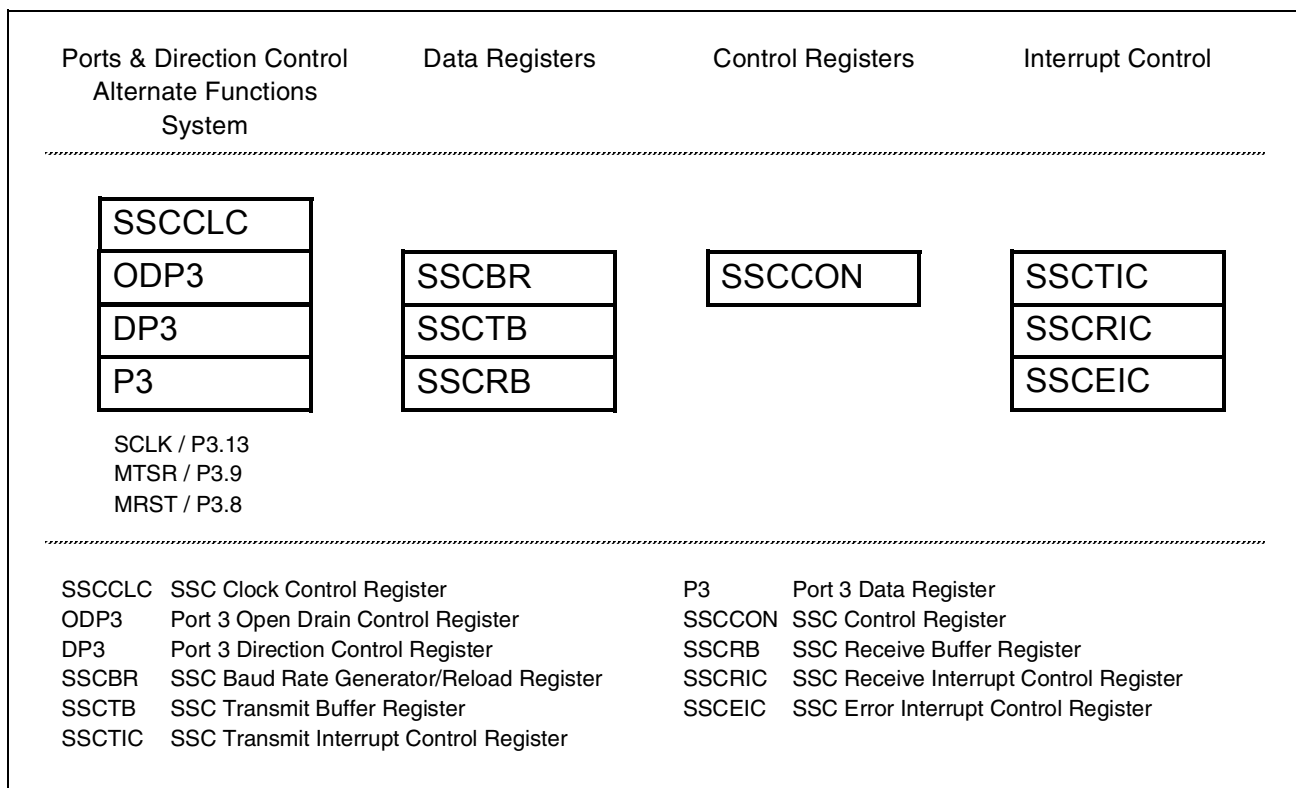 Ports & Direction Control
Alternate Functions
System
Data Registers
Control Registers
Interrupt Control
SSCCLC
ODP3
DP3
P3
SCLK / P3.13
MTSR / P3.9
MRST / P3.8
SSCBR
SSCTB
SSCRB
SSCCON
SSCTIC
SSCRIC
SSCEIC
SSCCLC SSC Clock Control Register
ODP3 Port 3 Open Drain Control Register
DP3 Port 3 Direction Control Register
SSCBR SSC Baud Rate Generator/Reload Register
SSCTB SSC Transmit Buffer Register
SSCTIC SSC Transmit Interrupt Control Register
P3 Port 3 Data Register
SSCCON SSC Control Register
SSCRB SSC Receive Buffer Register
SSCRIC SSC Receive Interrupt Control Register
SSCEIC SSC Error Interrupt Control Register